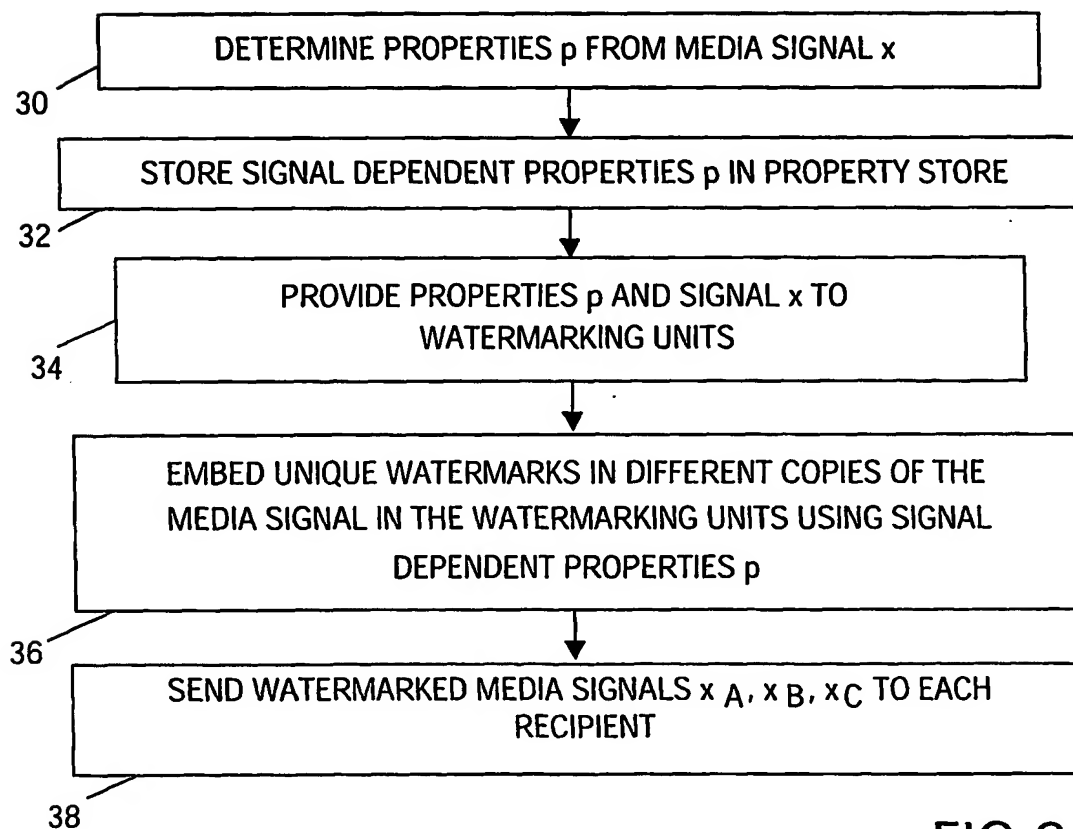 DETERMINE PROPERTIES p FROM MEDIA SIGNAL x
30
STORE SIGNAL DEPENDENT PROPERTIES p IN PROPERTY STORE
32
PROVIDE PROPERTIES p AND SIGNAL x TO
WATERMARKING UNITS
34
EMBED UNIQUE WATERMARKS IN DIFFERENT COPIES OF THE
MEDIA SIGNAL IN THE WATERMARKING UNITS USING SIGNAL
DEPENDENT PROPERTIES p
36
SEND WATERMARKED MEDIA SIGNALS x A, x B, x C TO EACH
RECIPIENT
38